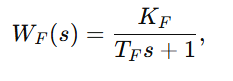 W_F(s) = \frac{K_F}{T_F s + 1},